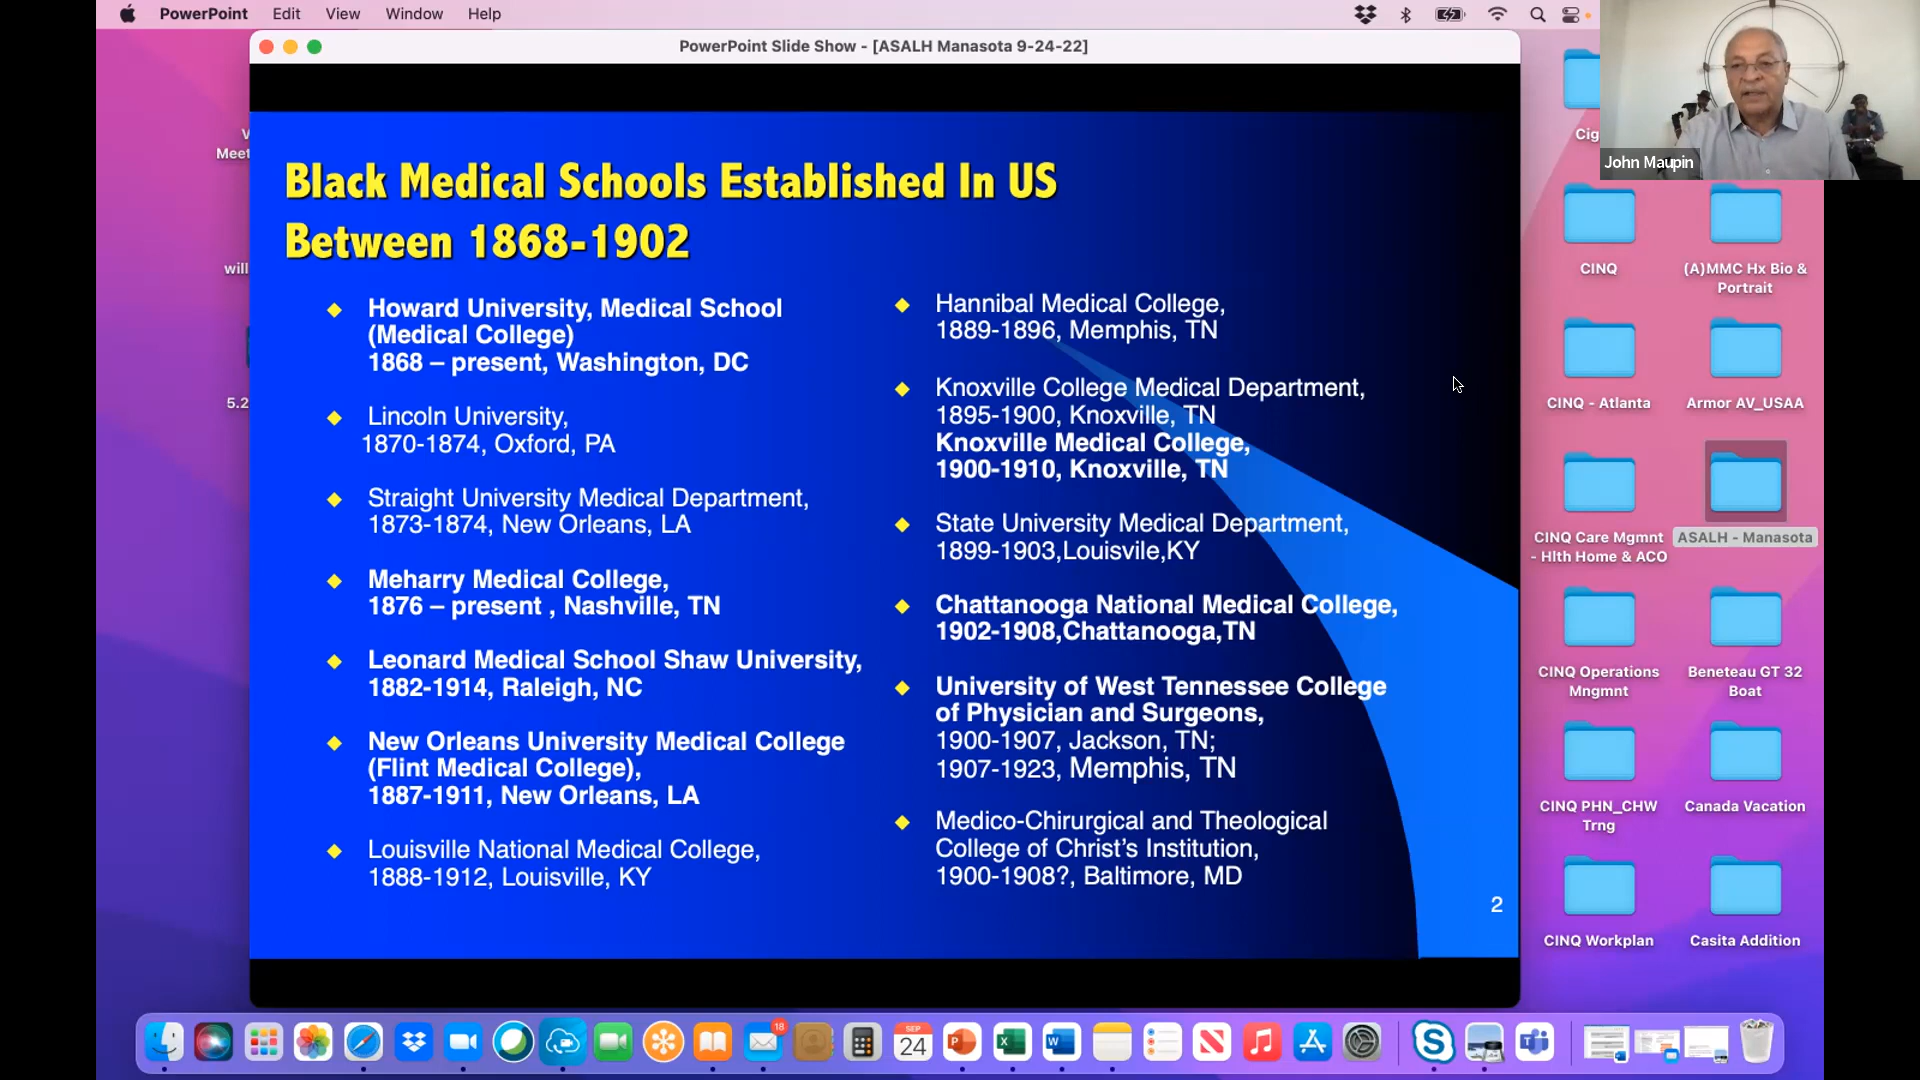 PowerPoint Edit View Window Help
PowerPoint Slide Show - [ASALH Manasota 9-24-22]
John Maupin
Black Medical Schools Established In US
Between 1868-1902
Howard University, Medical School
(Medical College)
1868 – present, Washington, DC
Lincoln University,
1870-1874, Oxford, PA
Straight University Medical Department,
1873-1874, New Orleans, LA
Meharry Medical College,
1876 – present , Nashville, TN
Leonard Medical School Shaw University,
1882-1914, Raleigh, NC
New Orleans University Medical College
(Flint Medical College),
1887-1911, New Orleans, LA
Louisville National Medical College,
1888-1912, Louisville, KY
Hannibal Medical College,
1889-1896, Memphis, TN
Knoxville College Medical Department,
1895-1900, Knoxville, TN
Knoxville Medical College,
1900-1910, Knoxville, TN
State University Medical Department,
1899-1903,Louisvile,KY
Chattanooga National Medical College,
1902-1908,Chattanooga,TN
University of West Tennessee College
of Physician and Surgeons,
1900-1907, Jackson, TN;
1907-1923, Memphis, TN
Medico-Chirurgical and Theological
College of Christ's Institution,
1900-1908?, Baltimore, MD
2
V
Meet
will
5.2
Cig
CINQ
(A)MMC Hx Bio &
Portrait
CINQ - Atlanta
Armor AV_USAA
CINQ Care Mgmnt
- Hlth Home & ACO
ASALH - Manasota
CINQ Operations
Mngmnt
Beneteau GT 32
Boat
CINQ PHN_CHW
Trng
Canada Vacation
CINQ Workplan
Casita Addition
18
SEP
24